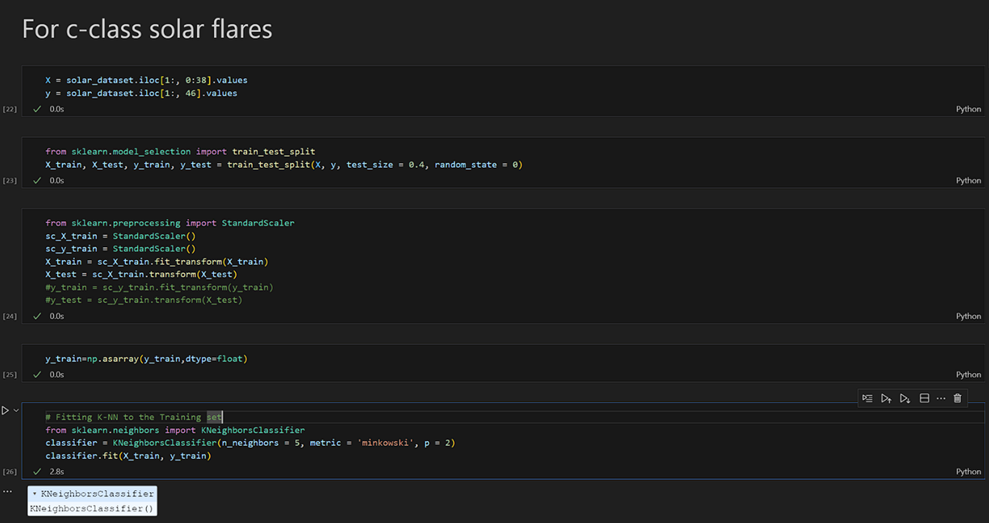 For c-class solar flares
X = solar_dataset.iloc[1:, 0:38].values
y = solar_dataset.iloc[1:, 46].values
[22] ✓ 0.0s Python
from sklearn.model_selection import train_test_split
X_train, X_test, y_train, y_test = train_test_split(X, y, test_size = 0.4, random_state = 0)
[23] ✓ 0.0s Python
from sklearn.preprocessing import StandardScaler
sc_X_train = StandardScaler()
sc_y_train = StandardScaler()
X_train = sc_X_train.fit_transform(X_train)
X_test = sc_X_train.transform(X_test)
#y_train = sc_y_train.fit_transform(y_train)
#y_test = sc_y_train.transform(X_test)
[24] ✓ 0.0s Python
y_train=np.asarray(y_train,dtype=float)
[25] ✓ 0.0s Python
# Fitting K-NN to the Training set
from sklearn.neighbors import KNeighborsClassifier
classifier = KNeighborsClassifier(n_neighbors = 5, metric = 'minkowski', p = 2)
classifier.fit(X_train, y_train)
[26] ✓ 2.8s Python
... ▾ KNeighborsClassifier
KNeighborsClassifier()